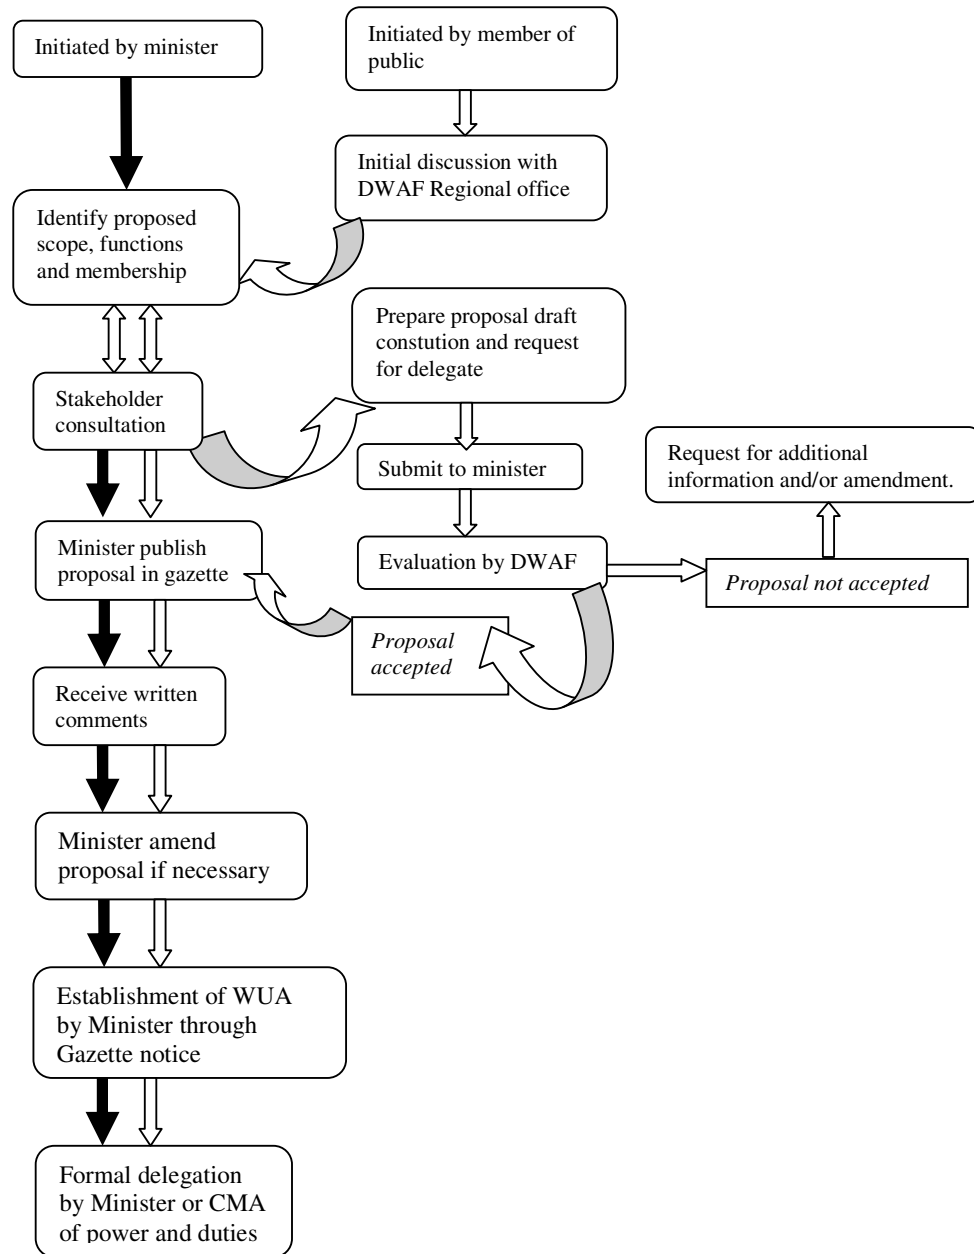 Initiated by minister
Initiated by member of
public
Initial discussion with
DWAF Regional office
Identify proposed
scope, functions
and membership
Prepare proposal draft
constution and request
for delegate
Stakeholder
consultation
Submit to minister
Request for additional
information and/or amendment.
Minister publish
proposal in gazette
Evaluation by DWAF
Proposal not accepted
Proposal
accepted
Receive written
comments
Minister amend
proposal if necessary
Establishment of WUA
by Minister through
Gazette notice
Formal delegation
by Minister or CMA
of power and duties